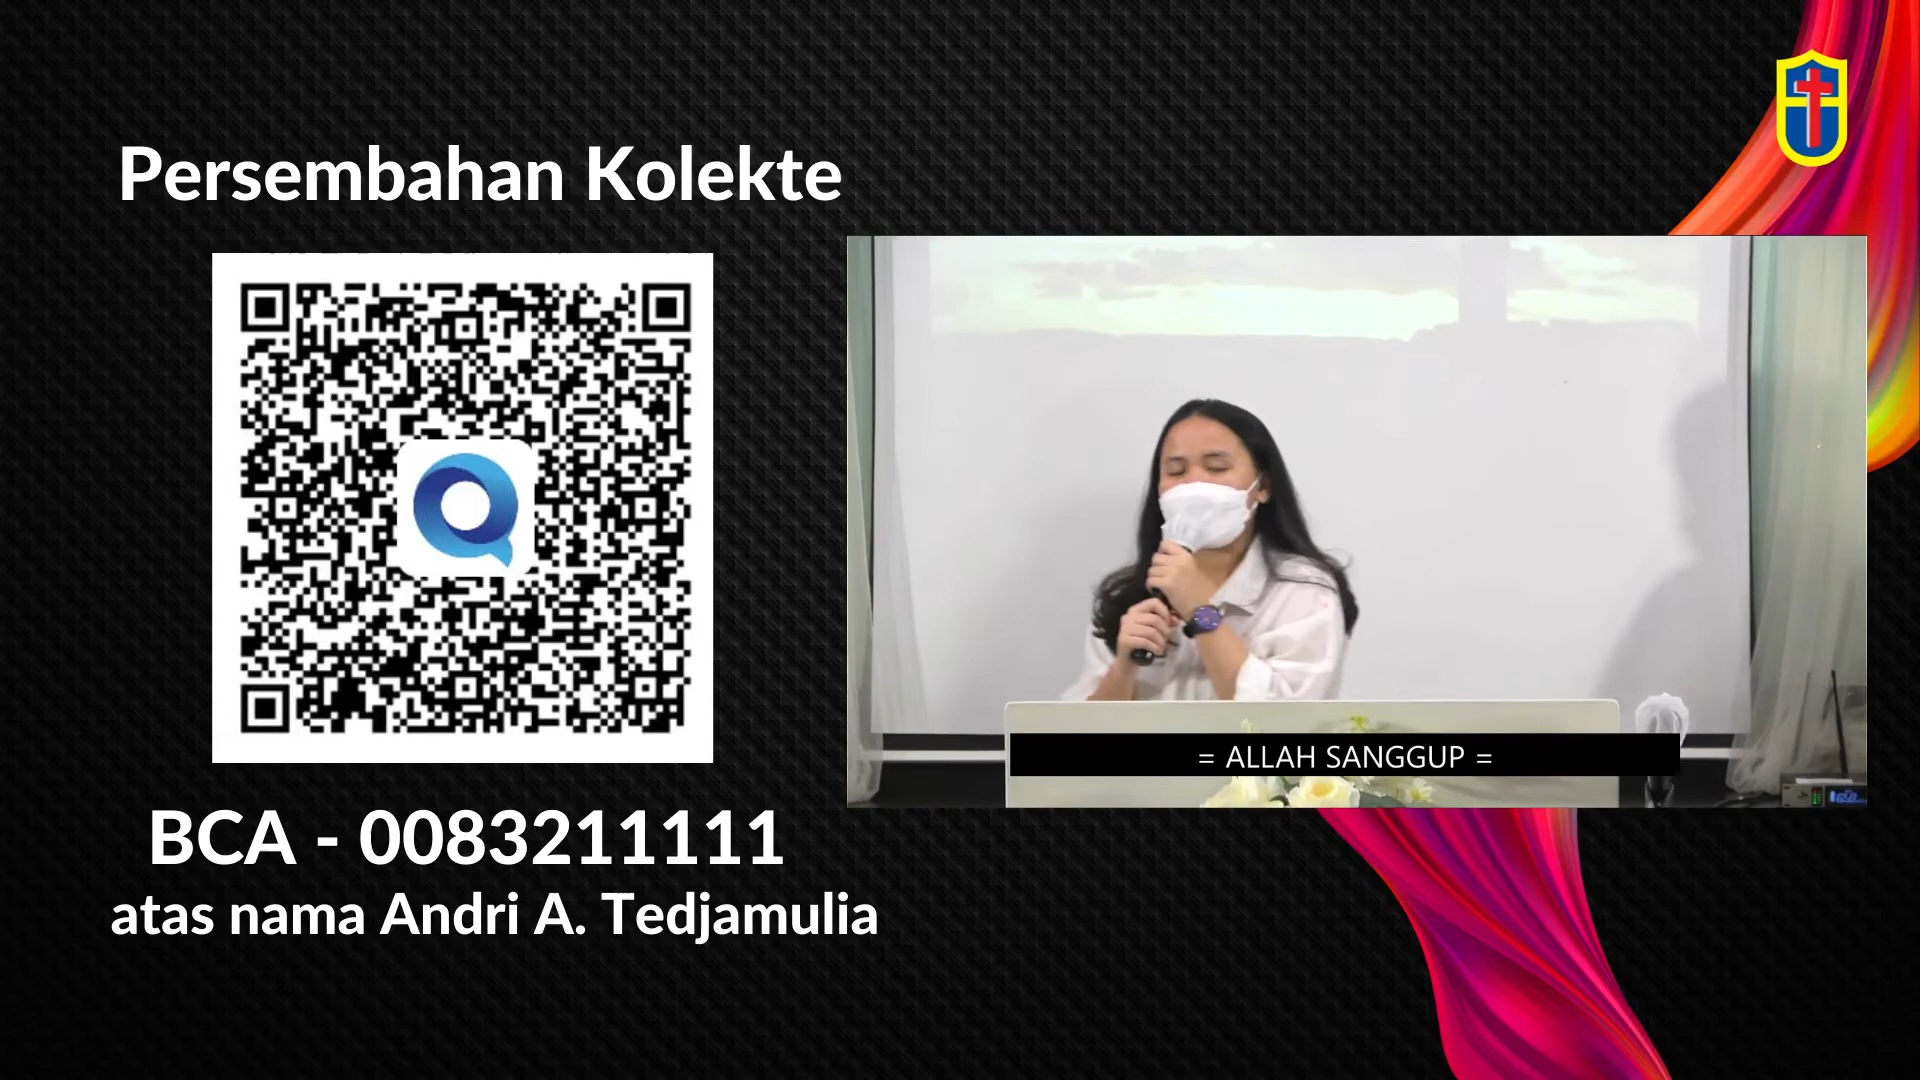 Persembahan Kolekte
= ALLAH SANGGUP =
BCA - 0083211111
atas nama Andri A. Tedjamulia